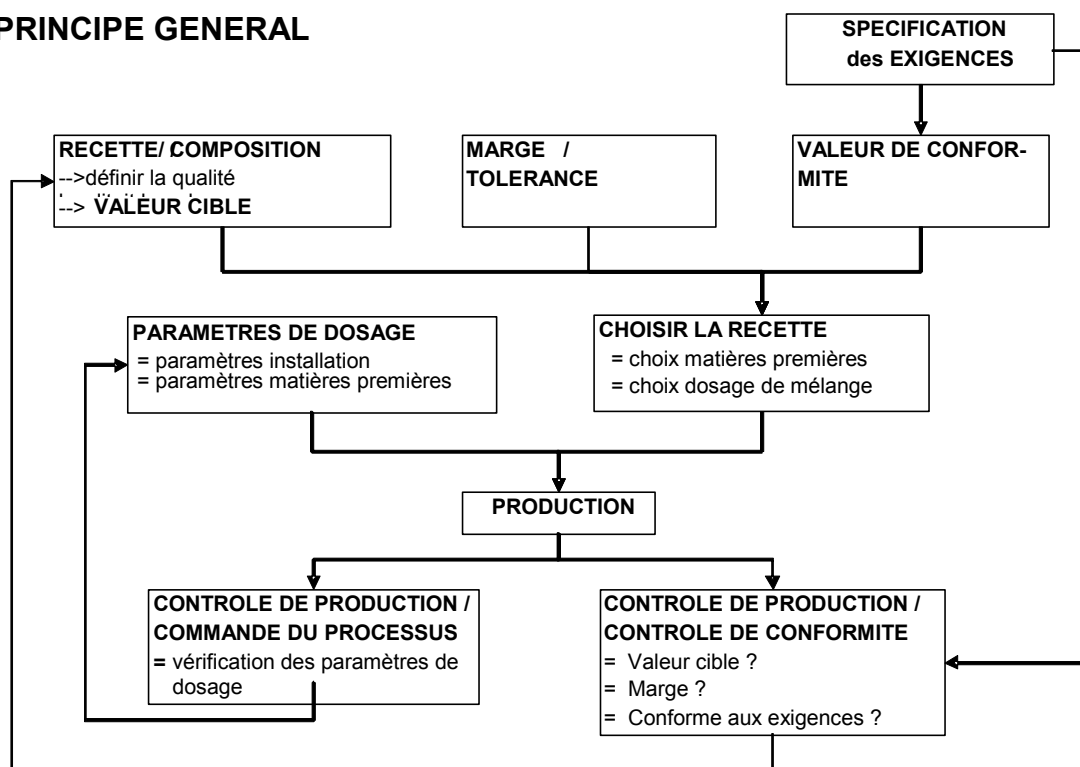 PRINCIPE GENERAL
SPECIFICATION
des EXIGENCES
RECETTE/ COMPOSITION
-->définir la qualité
--> VALEUR CIBLE
MARGE /
TOLERANCE
VALEUR DE CONFOR-
MITE
PARAMETRES DE DOSAGE
= paramètres installation
= paramètres matières premières
CHOISIR LA RECETTE
= choix matières premières
= choix dosage de mélange
PRODUCTION
CONTROLE DE PRODUCTION /
COMMANDE DU PROCESSUS
= vérification des paramètres de
dosage
CONTROLE DE PRODUCTION /
CONTROLE DE CONFORMITE
= Valeur cible ?
= Marge ?
= Conforme aux exigences ?